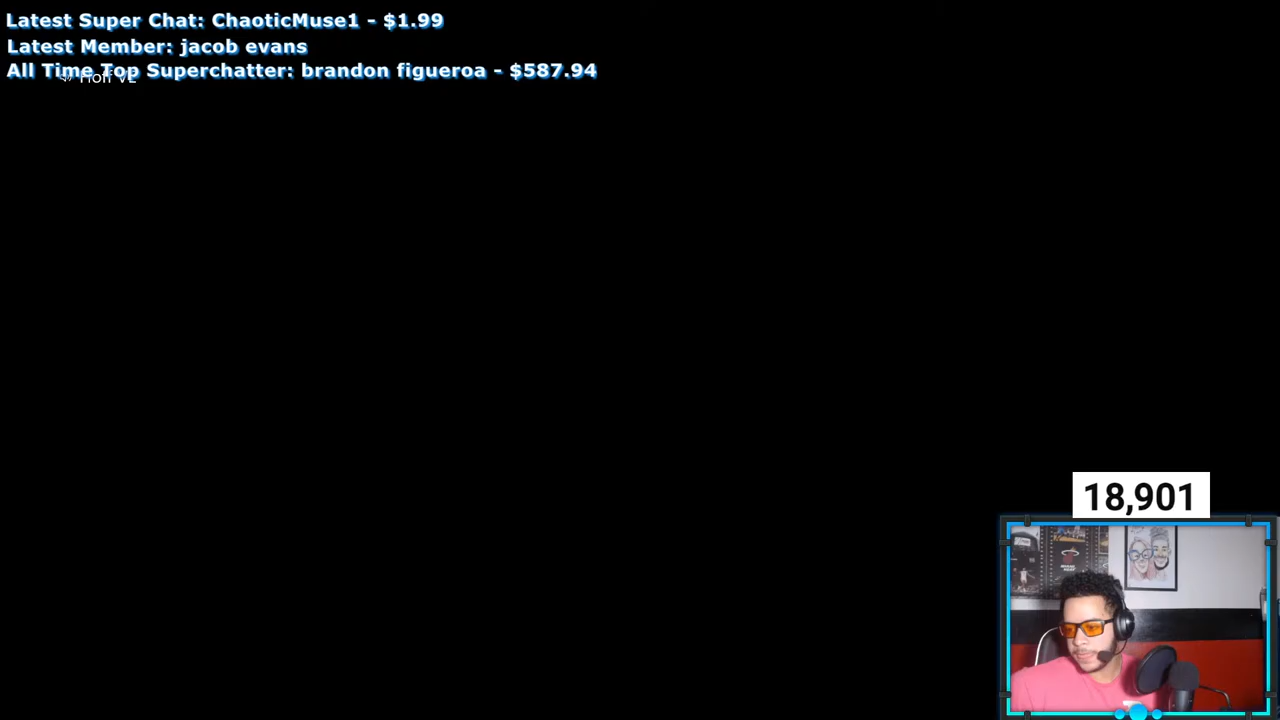 Latest Super Chat: ChaoticMuse1 - $1.99
Latest Member: jacob evans
All Time Top Superchatter: brandon figueroa - $587.94
18,901